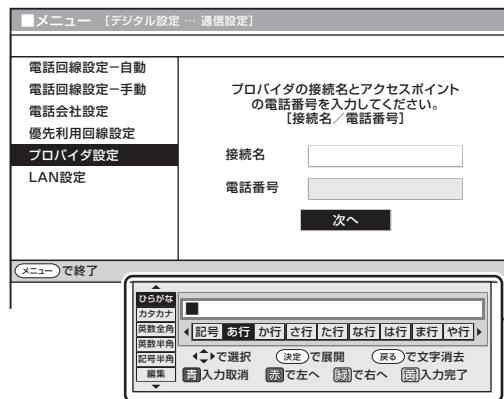 ■メニュー [デジタル設定 … 通信設定]
電話回線設定－自動
電話回線設定－手動
電話会社設定
優先利用回線設定
プロバイダ設定
LAN設定
プロバイダの接続名とアクセスポイント
の電話番号を入力してください。
[接続名／電話番号]
接続名
電話番号
次へ
メニューで終了
ひらがな
カタカナ
英数全角
英数半角
記号半角
編集
記号 あ行 か行 さ行 た行 な行 は行 ま行 や行
で選択 決定で展開 戻るで文字消去
青入力取消 赤で左へ 緑で右へ 黄入力完了